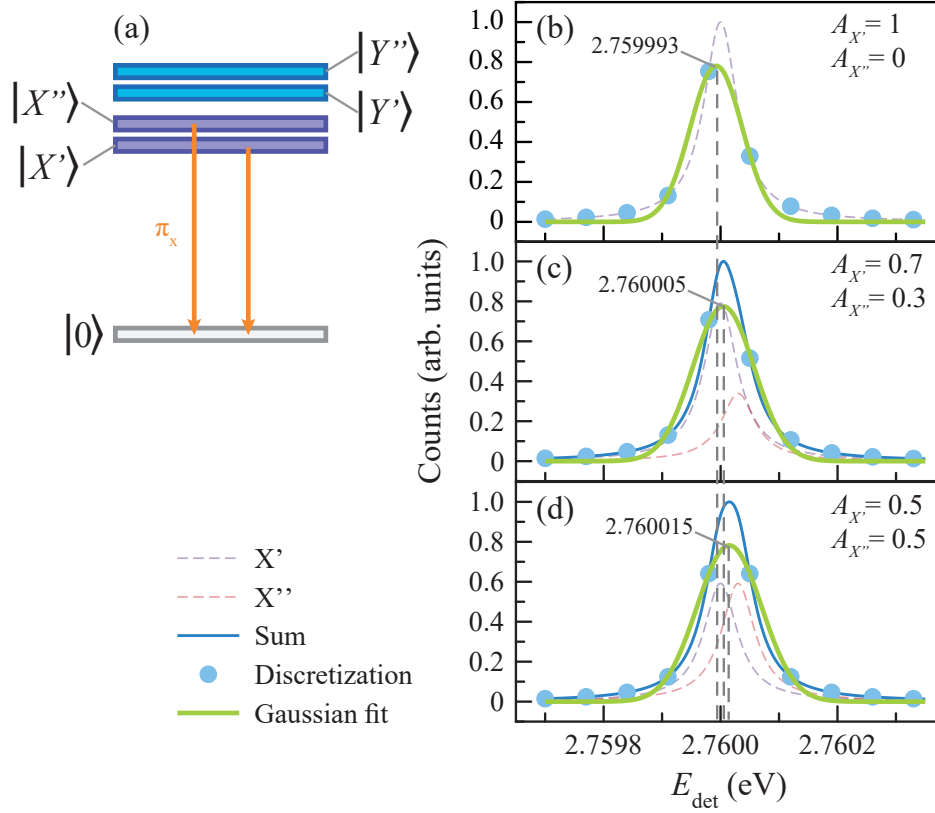 (a)
|Y''⟩
|X''⟩
|Y'⟩
|X'⟩
πx
|0⟩
X'
X''
Sum
Discretization
Gaussian fit
Counts (arb. units)
(b)
2.759993
A_X' = 1
A_X'' = 0
1.0
0.8
0.6
0.4
0.2
0
(c)
2.760005
A_X' = 0.7
A_X'' = 0.3
1.0
0.8
0.6
0.4
0.2
0
(d)
2.760015
A_X' = 0.5
A_X'' = 0.5
1.0
0.8
0.6
0.4
0.2
0
2.7598 2.7600 2.7602
E_det (eV)